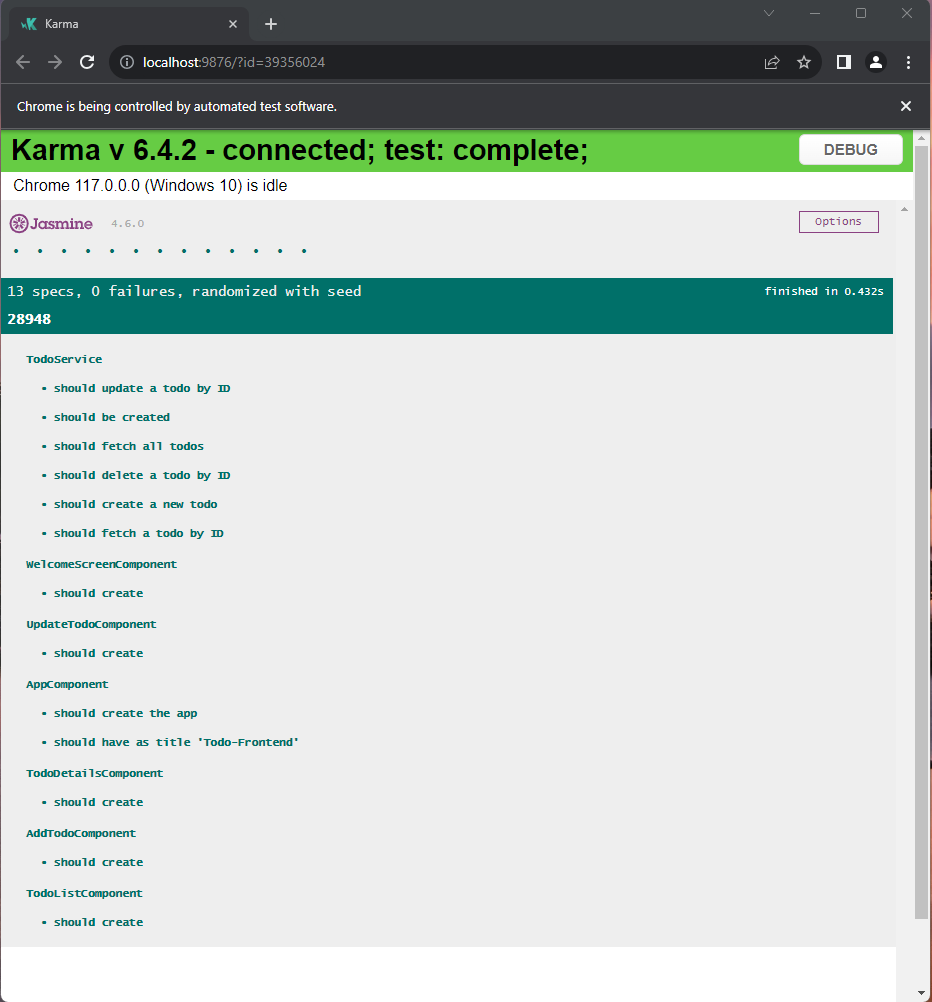 Karma
localhost:9876/?id=39356024
Chrome is being controlled by automated test software.
Karma v 6.4.2 - connected; test: complete;
DEBUG
Chrome 117.0.0.0 (Windows 10) is idle
Jasmine 4.6.0
Options
13 specs, 0 failures, randomized with seed
finished in 0.432s
28948
TodoService
• should update a todo by ID
• should be created
• should fetch all todos
• should delete a todo by ID
• should create a new todo
• should fetch a todo by ID
WelcomeScreenComponent
• should create
UpdateTodoComponent
• should create
AppComponent
• should create the app
• should have as title 'Todo-Frontend'
TodoDetailsComponent
• should create
AddTodoComponent
• should create
TodoListComponent
• should create